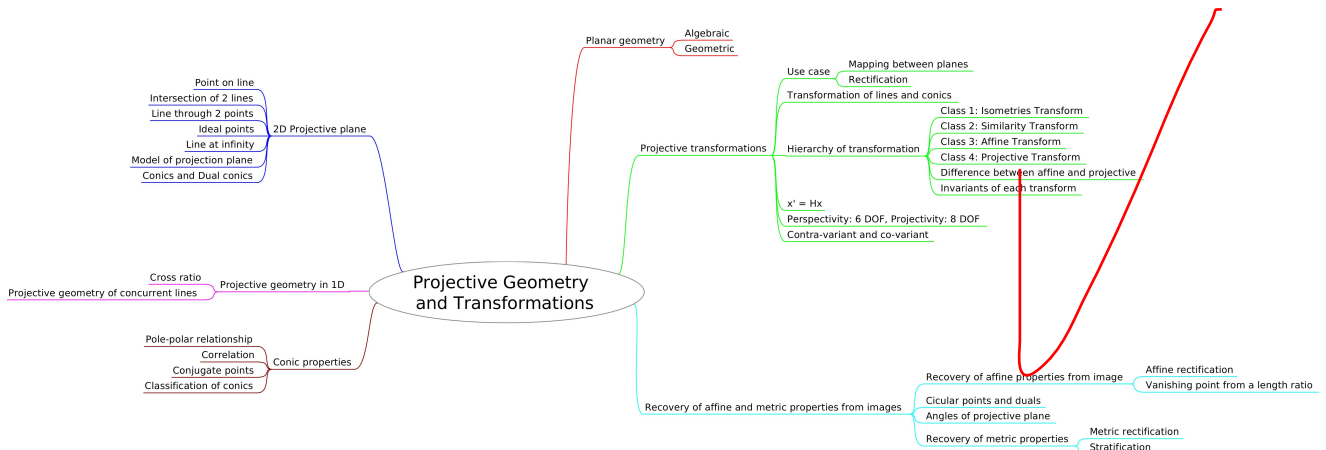 Projective Geometry
and Transformations
Planar geometry
Algebraic
Geometric
Projective transformations
Use case
Mapping between planes
Rectification
Transformation of lines and conics
Hierarchy of transformation
Class 1: Isometries Transform
Class 2: Similarity Transform
Class 3: Affine Transform
Class 4: Projective Transform
Difference between affine and projective
Invariants of each transform
x' = Hx
Perspectivity: 6 DOF, Projectivity: 8 DOF
Contra-variant and co-variant
Recovery of affine and metric properties from images
Recovery of affine properties from image
Affine rectification
Vanishing point from a length ratio
Cicular points and duals
Angles of projective plane
Recovery of metric properties
Metric rectification
Stratification
2D Projective plane
Point on line
Intersection of 2 lines
Line through 2 points
Ideal points
Line at infinity
Model of projection plane
Conics and Dual conics
Projective geometry in 1D
Cross ratio
Projective geometry of concurrent lines
Conic properties
Pole-polar relationship
Correlation
Conjugate points
Classification of conics